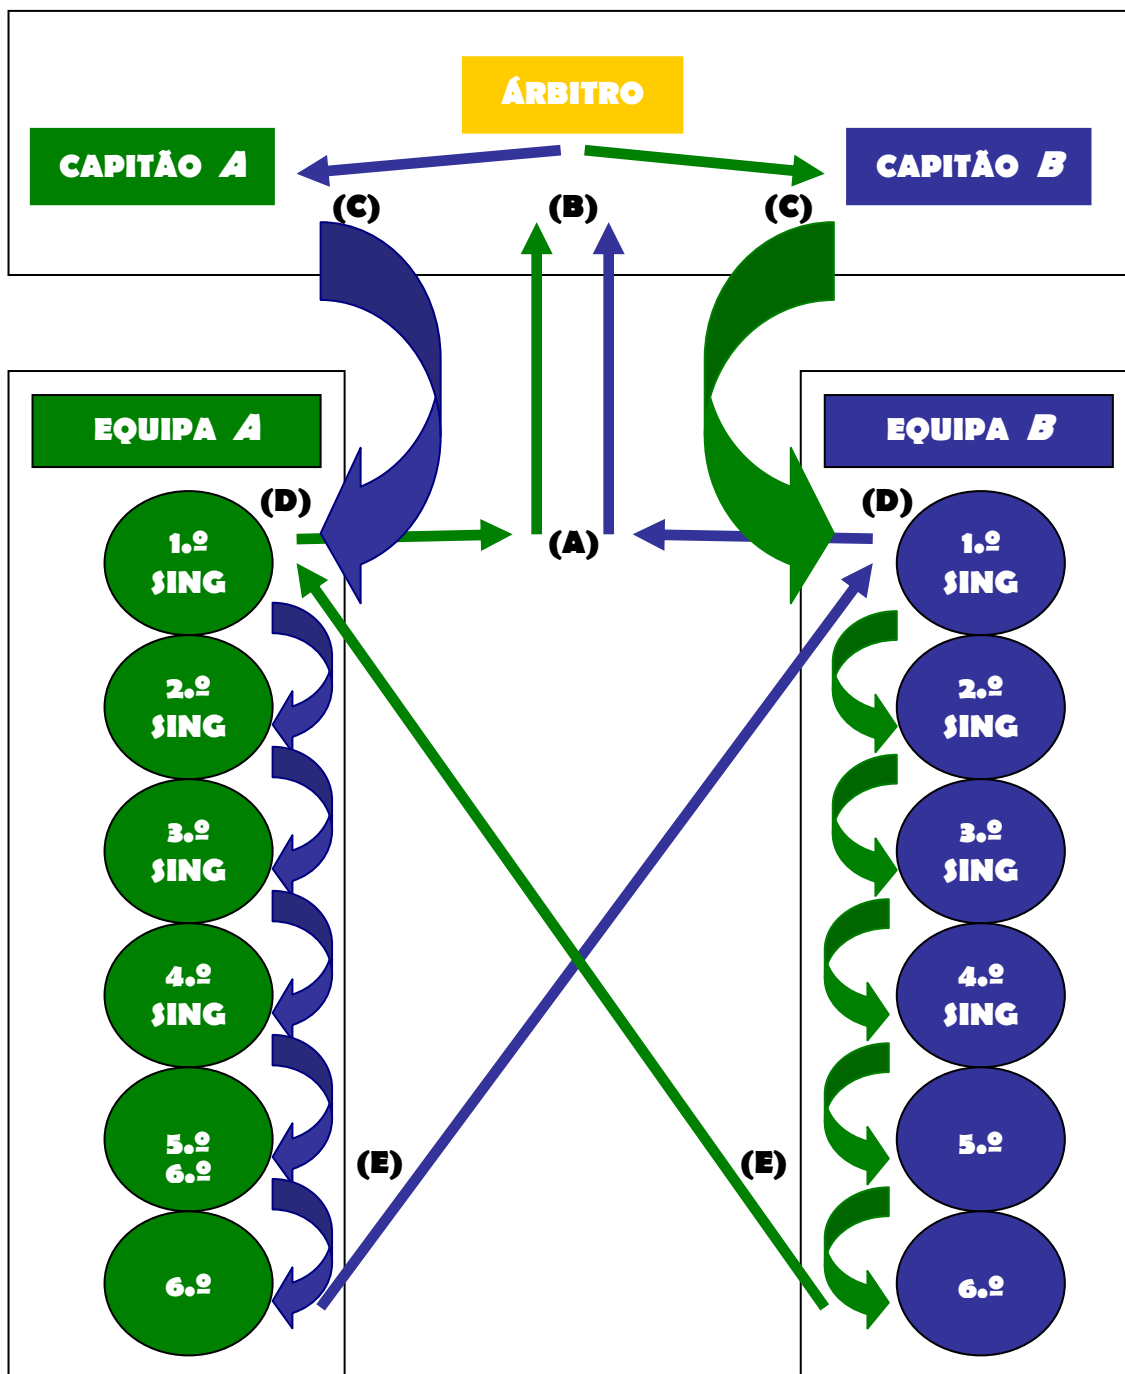 ÁRBITRO
CAPITÃO A
CAPITÃO B
(C)
(B)
(C)
EQUIPA A
EQUIPA B
(D)
(D)
(A)
1.º
SING
1.º
SING
2.º
SING
2.º
SING
3.º
SING
3.º
SING
4.º
SING
4.º
SING
5.º
6.º
5.º
(E)
(E)
6.º
6.º